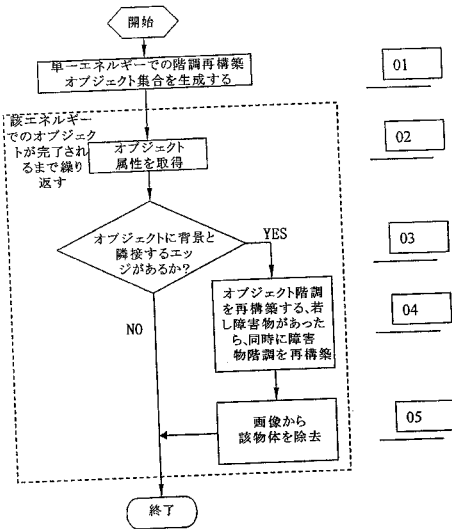 開始
単一エネルギーでの階調再構築
オブジェクト集合を生成する
01
該エネルギー
でのオブジェク
トが完了され
るまで繰り
返す
オブジェクト
属性を取得
02
オブジェクトに背景と
隣接するエッ
ジがあるか?
YES
03
NO
オブジェクト階調
を再構築する、若
し障害物があった
ら、同時に障害
物階調を再構築
04
画像から
該物体を除去
05
終了